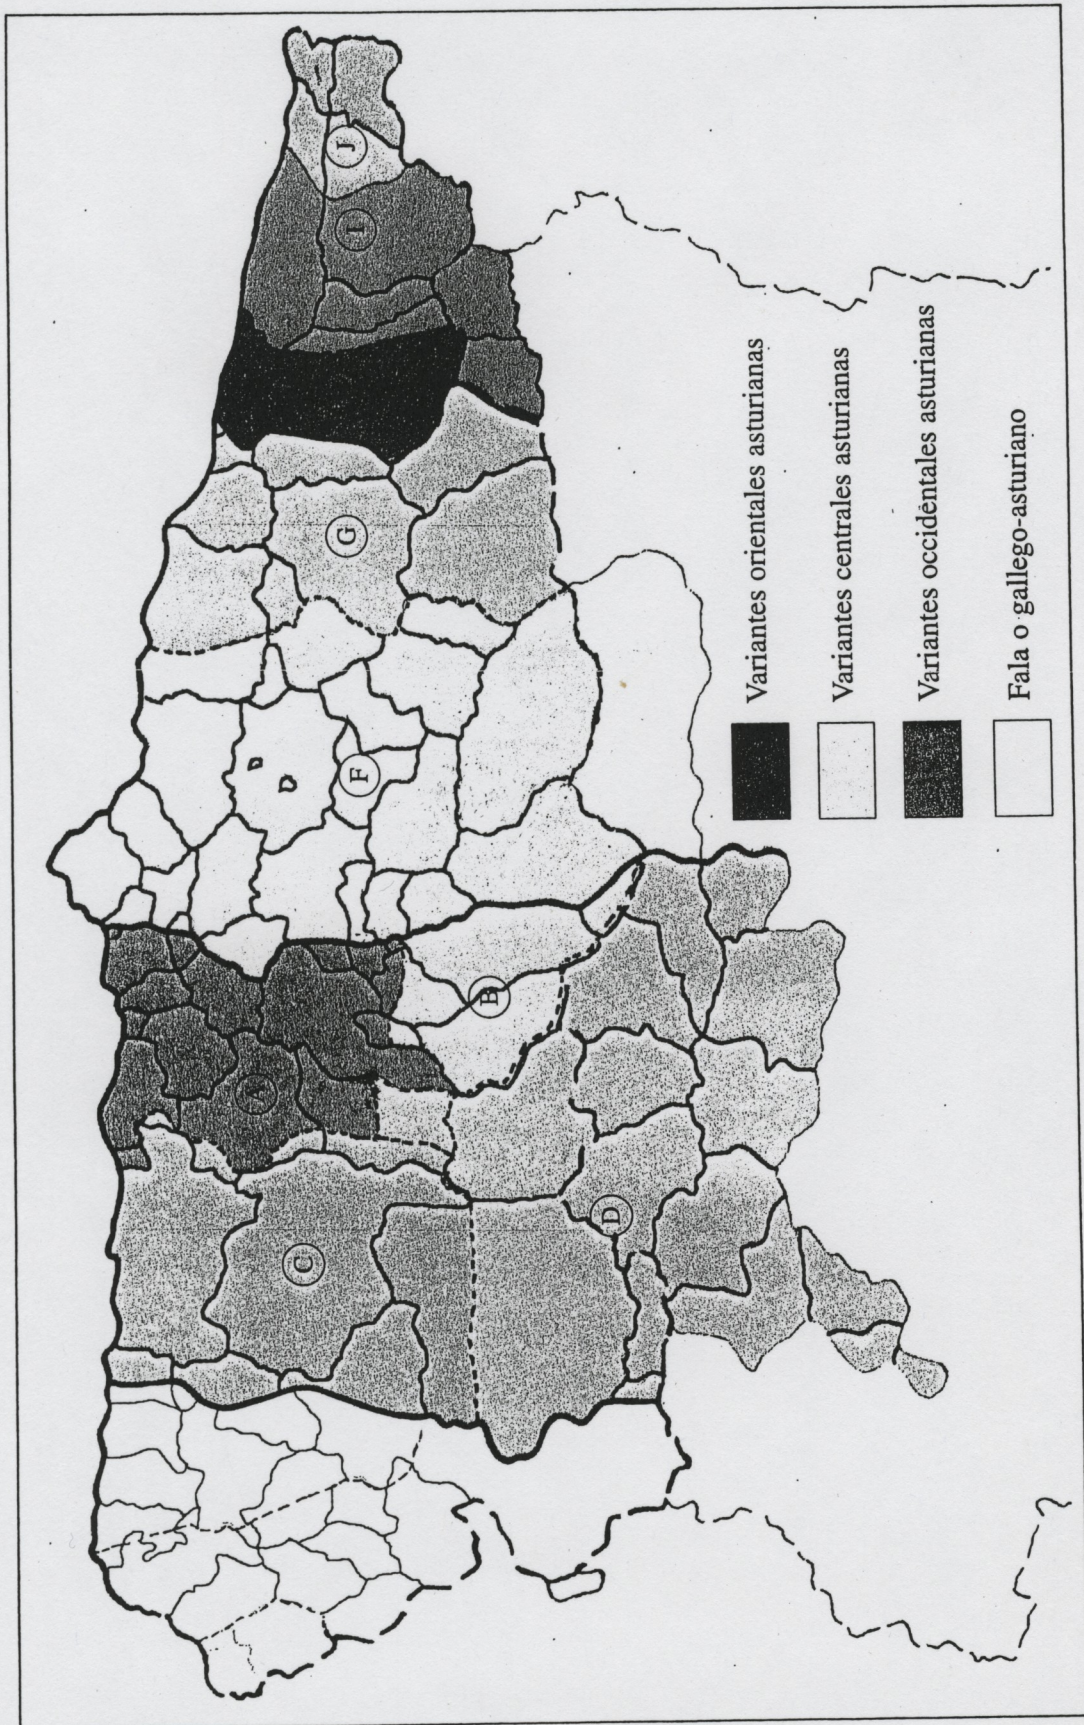 C
A
D
B
F
G
I
J
Variantes orientales asturianas
Variantes centrales asturianas
Variantes occidentales asturianas
Fala o gallego-asturiano